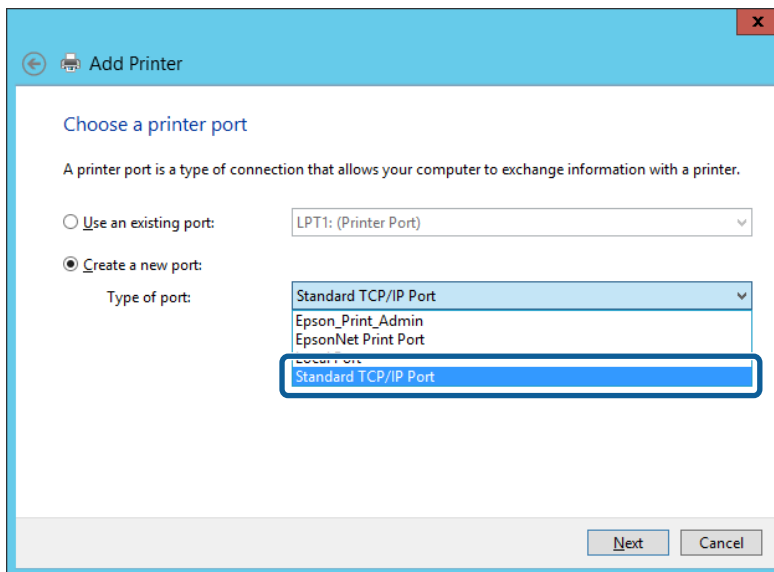 x
Add Printer
Choose a printer port
A printer port is a type of connection that allows your computer to exchange information with a printer.
Use an existing port: LPT1: (Printer Port)
Create a new port:
Type of port: Standard TCP/IP Port
Epson_Print_Admin
EpsonNet Print Port
Local Port
Standard TCP/IP Port
Next Cancel